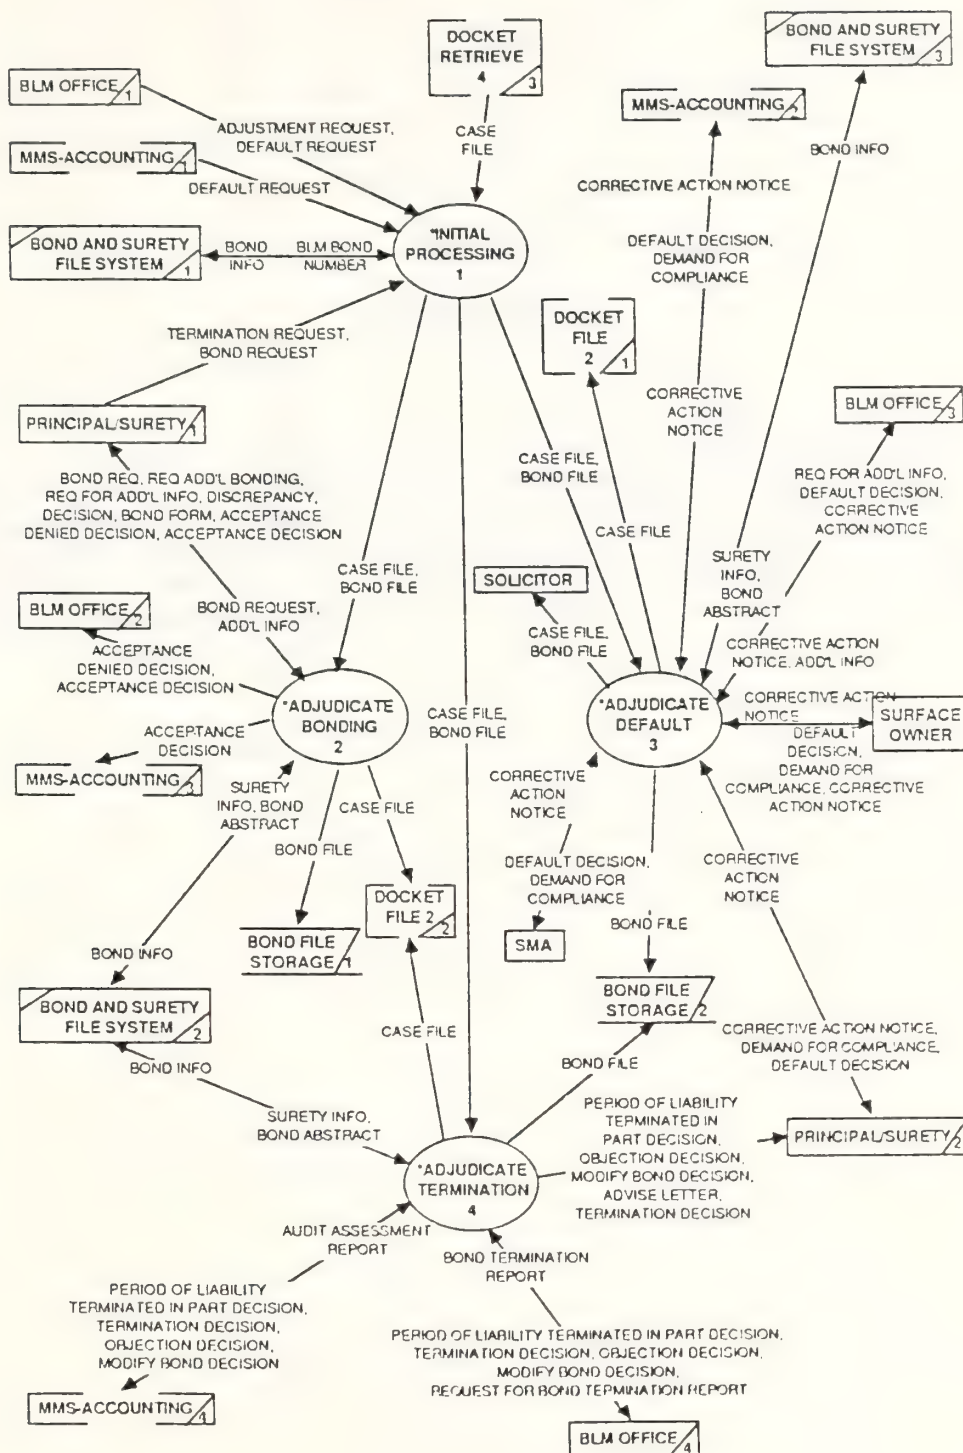 DOCKET
RETRIEVE
4
3
BOND AND SURETY
FILE SYSTEM
3
BLM OFFICE
1
MMS-ACCOUNTING
2
ADJUSTMENT REQUEST,
DEFAULT REQUEST
CASE
FILE
BOND INFO
MMS-ACCOUNTING
1
DEFAULT REQUEST
CORRECTIVE ACTION NOTICE
BOND AND SURETY
FILE SYSTEM
1
BOND
INFO
BLM BOND
NUMBER
*INITIAL
PROCESSING
1
DEFAULT DECISION,
DEMAND FOR
COMPLIANCE
TERMINATION REQUEST,
BOND REQUEST
DOCKET
FILE
2
1
CORRECTIVE
ACTION
NOTICE
BLM OFFICE
3
PRINCIPAL/SURETY
1
BOND REQ, REQ ADD'L BONDING,
REQ FOR ADD'L INFO, DISCREPANCY,
DECISION, BOND FORM, ACCEPTANCE
DENIED DECISION, ACCEPTANCE DECISION
CASE FILE,
BOND FILE
REQ FOR ADD'L INFO,
DEFAULT DECISION,
CORRECTIVE
ACTION NOTICE
CASE FILE
SURETY
INFO,
BOND
ABSTRACT
CASE FILE,
BOND FILE
SOLICITOR
BLM OFFICE
2
BOND REQUEST,
ADD'L INFO
CASE FILE,
BOND FILE
CORRECTIVE ACTION
NOTICE, ADD'L INFO
ACCEPTANCE
DENIED DECISION,
ACCEPTANCE DECISION
*ADJUDICATE
BONDING
2
CASE FILE,
BOND FILE
*ADJUDICATE
DEFAULT
3
CORRECTIVE ACTION
NOTICE
SURFACE
OWNER
ACCEPTANCE
DECISION
DEFAULT
DECISION,
DEMAND FOR
COMPLIANCE, CORRECTIVE
ACTION NOTICE
MMS-ACCOUNTING
3
SURETY
INFO, BOND
ABSTRACT
CASE FILE
CORRECTIVE
ACTION
NOTICE
BOND FILE
DEFAULT DECISION,
DEMAND FOR
COMPLIANCE
CORRECTIVE
ACTION
NOTICE
DOCKET
FILE 2
2
BOND FILE
BOND FILE
STORAGE
1
SMA
BOND INFO
BOND AND SURETY
FILE SYSTEM
2
BOND FILE
STORAGE
2
CASE FILE
CORRECTIVE ACTION NOTICE,
DEMAND FOR COMPLIANCE,
DEFAULT DECISION
BOND INFO
BOND FILE
SURETY INFO,
BOND ABSTRACT
PERIOD OF LIABILITY
TERMINATED IN
PART DECISION,
OBJECTION DECISION,
MODIFY BOND DECISION,
ADVISE LETTER,
TERMINATION DECISION
PRINCIPAL/SURETY
2
*ADJUDICATE
TERMINATION
4
AUDIT ASSESSMENT
REPORT
BOND TERMINATION
REPORT
PERIOD OF LIABILITY
TERMINATED IN PART DECISION,
TERMINATION DECISION,
OBJECTION DECISION,
MODIFY BOND DECISION
PERIOD OF LIABILITY TERMINATED IN PART DECISION,
TERMINATION DECISION, OBJECTION DECISION,
MODIFY BOND DECISION,
REQUEST FOR BOND TERMINATION REPORT
MMS-ACCOUNTING
4
BLM OFFICE
4